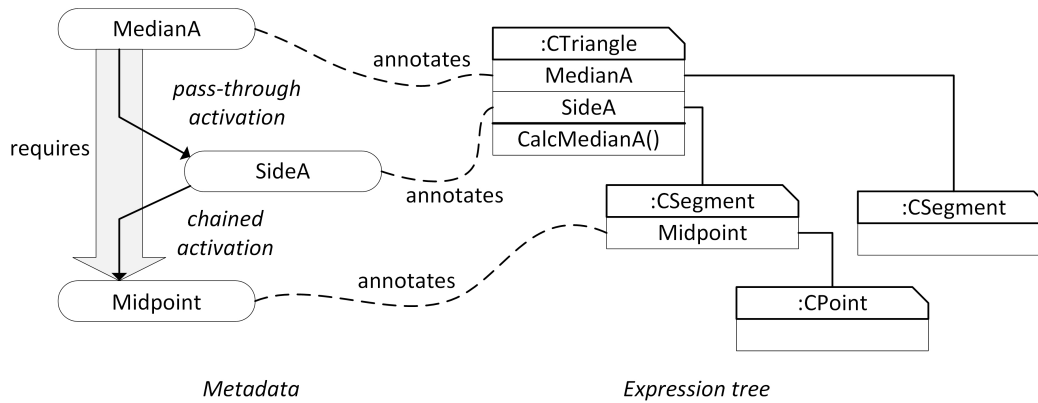 MedianA
:CTriangle
annotates
MedianA
pass-through
activation
SideA
CalcMedianA()
requires
SideA
annotates
:CSegment
:CSegment
chained
activation
Midpoint
annotates
Midpoint
:CPoint
Metadata
Expression tree